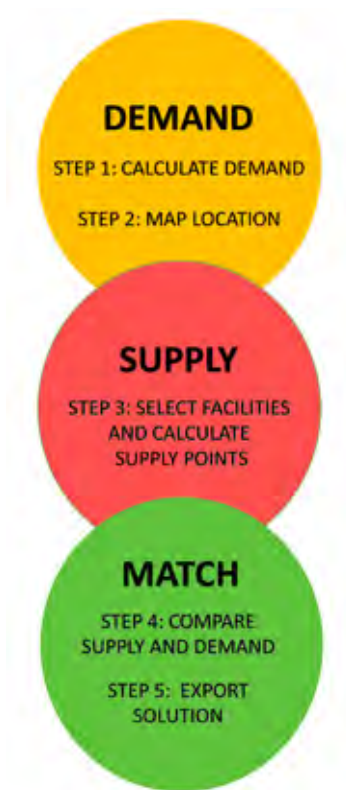 DEMAND
STEP 1: CALCULATE DEMAND
STEP 2: MAP LOCATION
SUPPLY
STEP 3: SELECT FACILITIES
AND CALCULATE
SUPPLY POINTS
MATCH
STEP 4: COMPARE
SUPPLY AND DEMAND
STEP 5: EXPORT
SOLUTION